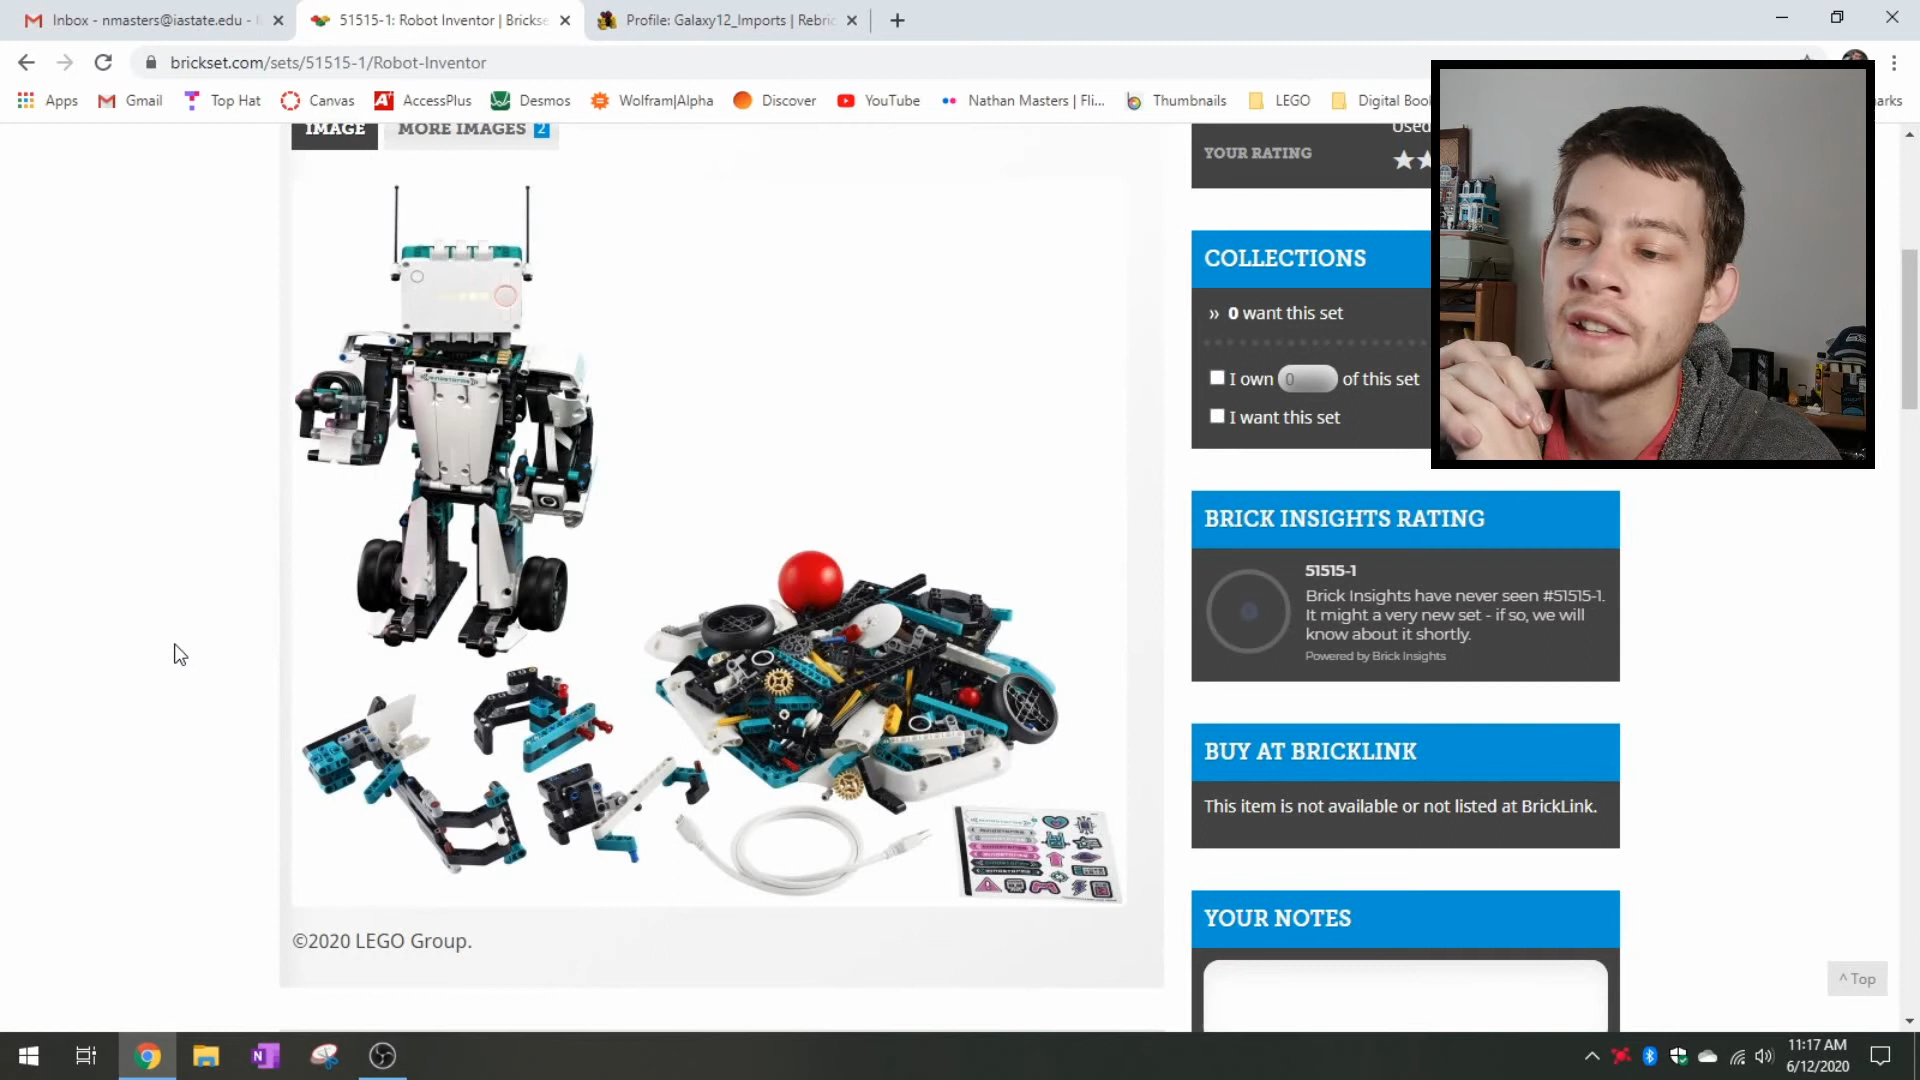 Inbox - nmasters@iastate.edu -
51515-1: Robot Inventor | Brickse
Profile: Galaxy12_Imports | Rebric
brickset.com/sets/51515-1/Robot-Inventor
Apps
Gmail
Top Hat
Canvas
AccessPlus
Desmos
Wolfram|Alpha
Discover
YouTube
Nathan Masters | Fli...
Thumbnails
LEGO
Digital Boo
arks
IMAGE
MORE IMAGES 2
Used
YOUR RATING
COLLECTIONS
» 0 want this set
I own 0 of this set
I want this set
BRICK INSIGHTS RATING
51515-1
Brick Insights have never seen #51515-1.
It might a very new set - if so, we will
know about it shortly.
Powered by Brick Insights
BUY AT BRICKLINK
This item is not available or not listed at BrickLink.
YOUR NOTES
©2020 LEGO Group.
^ Top
11:17 AM
6/12/2020